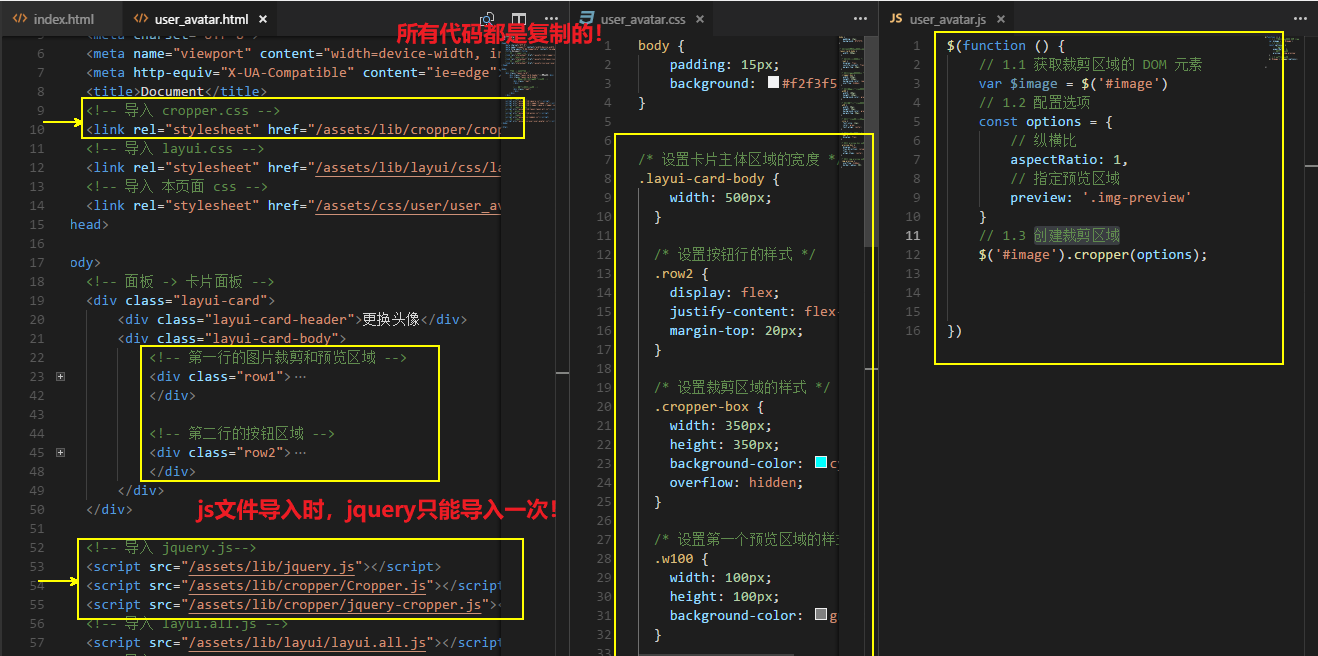 index.html
user_avatar.html ×
所有代码都是复制的！
6 <meta name="viewport" content="width=device-width, in
7 <meta http-equiv="X-UA-Compatible" content="ie=edge"
8 <title>Document</title>
9 <!-- 导入 cropper.css -->
10 <link rel="stylesheet" href="/assets/lib/cropper/crop
11 <!-- 导入 layui.css -->
12 <link rel="stylesheet" href="/assets/lib/layui/css/la
13 <!-- 导入 本页面 css -->
14 <link rel="stylesheet" href="/assets/css/user/user_av
15 head>
16
17 ody>
18 <!-- 面板 -> 卡片面板 -->
19 <div class="layui-card">
20 <div class="layui-card-header">更换头像</div>
21 <div class="layui-card-body">
22 <!-- 第一行的图片裁剪和预览区域 -->
23 <div class="row1">…
42 </div>
43
44 <!-- 第二行的按钮区域 -->
45 <div class="row2">…
48 </div>
49 </div>
50 </div>
js文件导入时，jquery只能导入一次！
51
52 <!-- 导入 jquery.js-->
53 <script src="/assets/lib/jquery.js"></script>
54 <script src="/assets/lib/cropper/Cropper.js"></script
55 <script src="/assets/lib/cropper/jquery-cropper.js"><
56 <!-- 导入 layui.all.js -->
57 <script src="/assets/lib/layui/layui.all.js"></script
user_avatar.css ×
1 body {
2 padding: 15px;
3 background: #f2f3f5
4 }
5
6
7 /* 设置卡片主体区域的宽度 *
8 .layui-card-body {
9 width: 500px;
10 }
11
12 /* 设置按钮行的样式 */
13 .row2 {
14 display: flex;
15 justify-content: flex-
16 margin-top: 20px;
17 }
18
19 /* 设置裁剪区域的样式 */
20 .cropper-box {
21 width: 350px;
22 height: 350px;
23 background-color: c
24 overflow: hidden;
25 }
26
27 /* 设置第一个预览区域的样
28 .w100 {
29 width: 100px;
30 height: 100px;
31 background-color: g
32 }
33
JS user_avatar.js ×
1 $(function () {
2 // 1.1 获取裁剪区域的 DOM 元素
3 var $image = $('#image')
4 // 1.2 配置选项
5 const options = {
6 // 纵横比
7 aspectRatio: 1,
8 // 指定预览区域
9 preview: '.img-preview'
10 }
11 // 1.3 创建裁剪区域
12 $('#image').cropper(options);
13
14
15
16 })